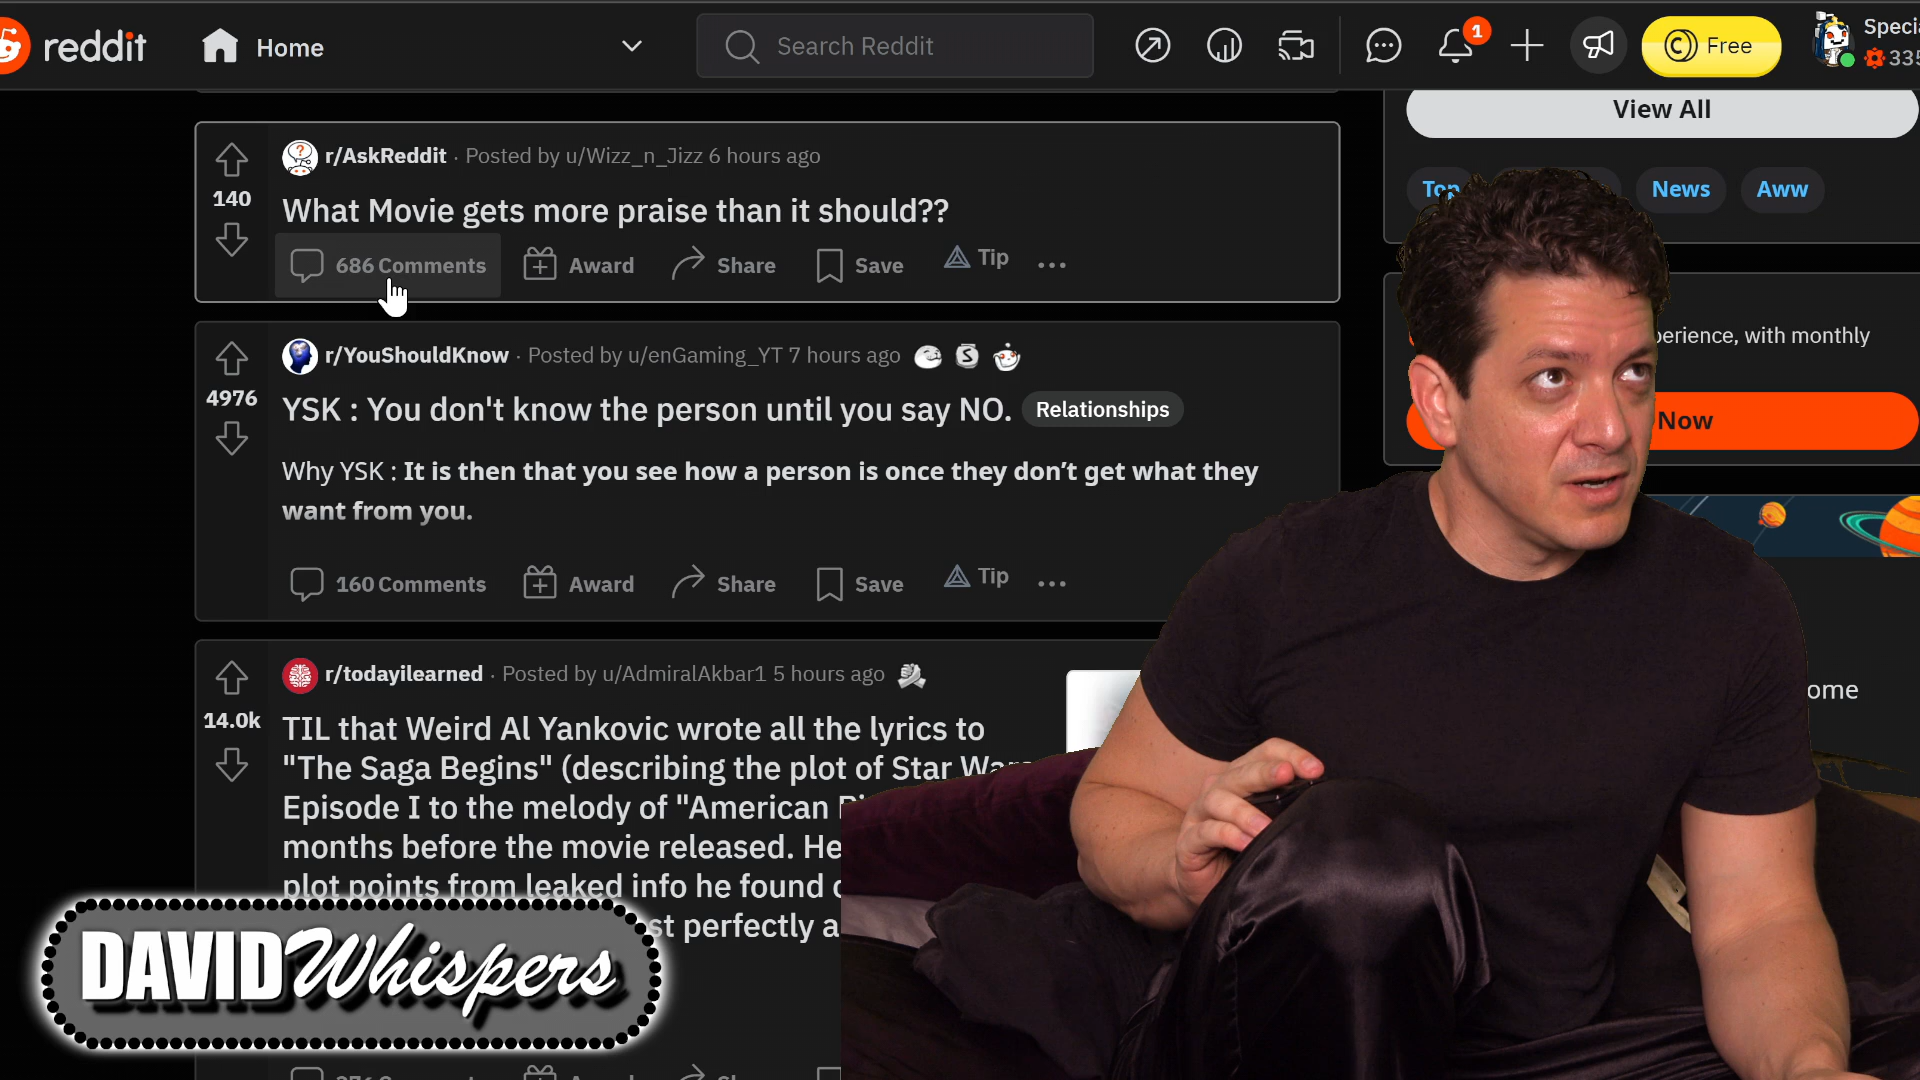 reddit
Home
Search Reddit
1
Free
View All
r/AskReddit · Posted by u/Wizz_n_Jizz 6 hours ago
140
What Movie gets more praise than it should??
686 Comments Award Share Save Tip ...
News
Aww
perience, with monthly
Now
r/YouShouldKnow · Posted by u/enGaming_YT 7 hours ago
4976
YSK : You don't know the person until you say NO. Relationships
Why YSK : It is then that you see how a person is once they don’t get what they
want from you.
160 Comments Award Share Save Tip ...
r/todayilearned · Posted by u/AdmiralAkbar1 5 hours ago
14.0k
TIL that Weird Al Yankovic wrote all the lyrics to
"The Saga Begins" (describing the plot of Star Wars
Episode I to the melody of "American
months before the movie released. He
plot points from leaked info he found
perfectly
DAVID Whispers